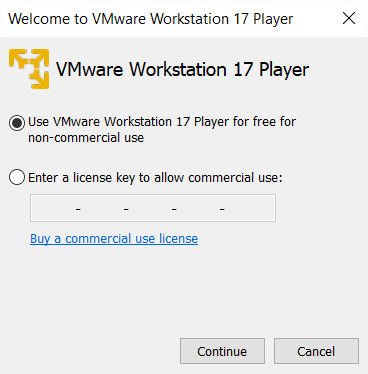 Welcome to VMware Workstation 17 Player
VMware Workstation 17 Player
Use VMware Workstation 17 Player for free for
non-commercial use
Enter a license key to allow commercial use:
- - - -
Buy a commercial use license
Continue Cancel